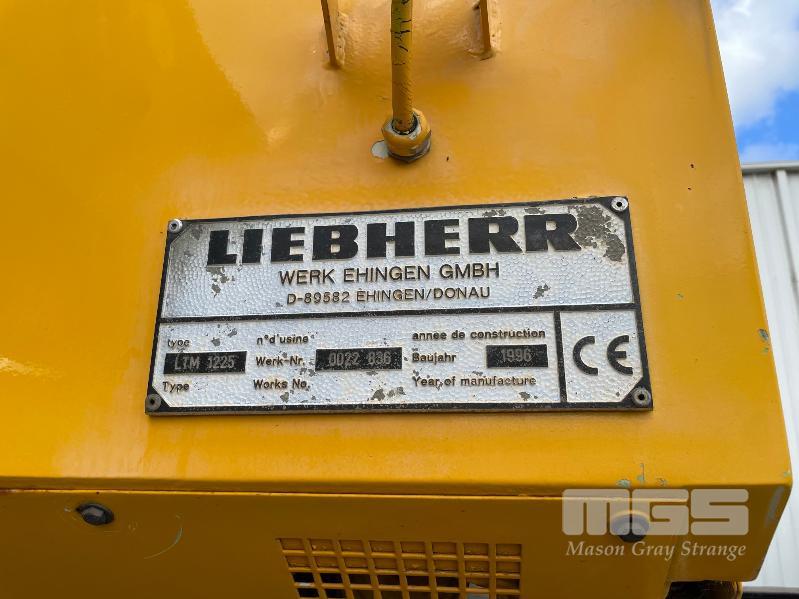 LIEBHERR
WERK EHINGEN GMBH
D-89582 EHINGEN/DONAU
type n°d'usine annee de construction
LTM 1225 Werk-Nr. 0022 836 Baujahr 1996 CE
Type Works No. Year of manufacture
MGS
Mason Gray Strange